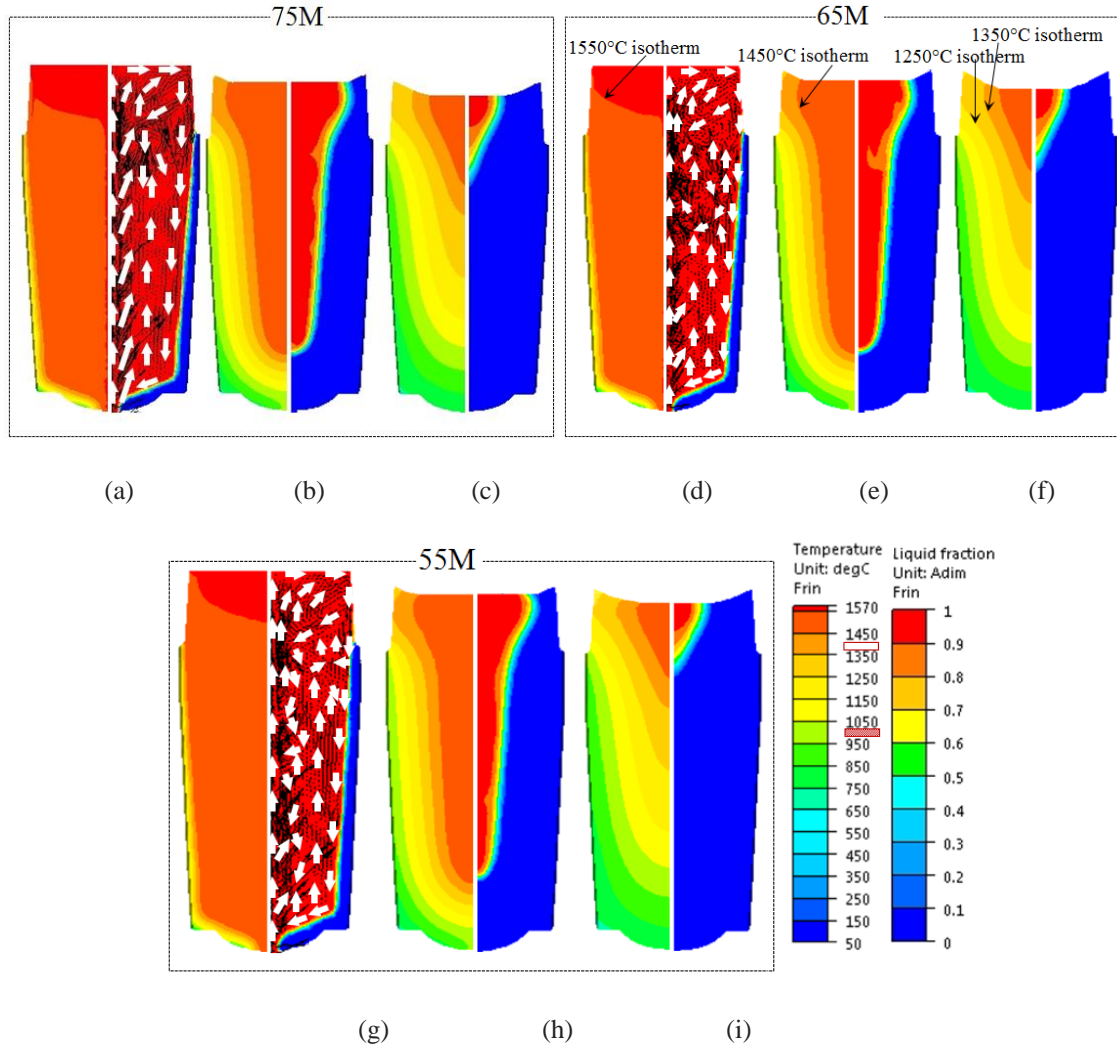 75M
65M
1550°C isotherm
1450°C isotherm
1350°C isotherm
1250°C isotherm
(a)
(b)
(c)
(d)
(e)
(f)
55M
Temperature
Unit: degC
Frin
1570
1450
1350
1250
1150
1050
950
850
750
650
550
450
350
250
150
50
Liquid fraction
Unit: Adim
Frin
1
0.9
0.8
0.7
0.6
0.5
0.4
0.3
0.2
0.1
0
(g)
(h)
(i)